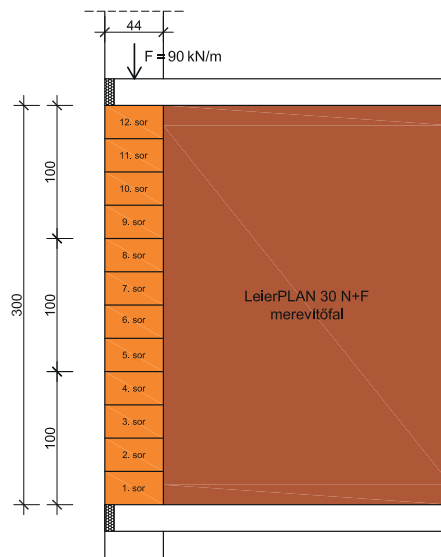 44
F = 90 kN/m
12. sor
11. sor
10. sor
9. sor
8. sor
7. sor
6. sor
5. sor
4. sor
3. sor
2. sor
1. sor
100
100
100
300
LeierPLAN 30 N+F
merevítőfal